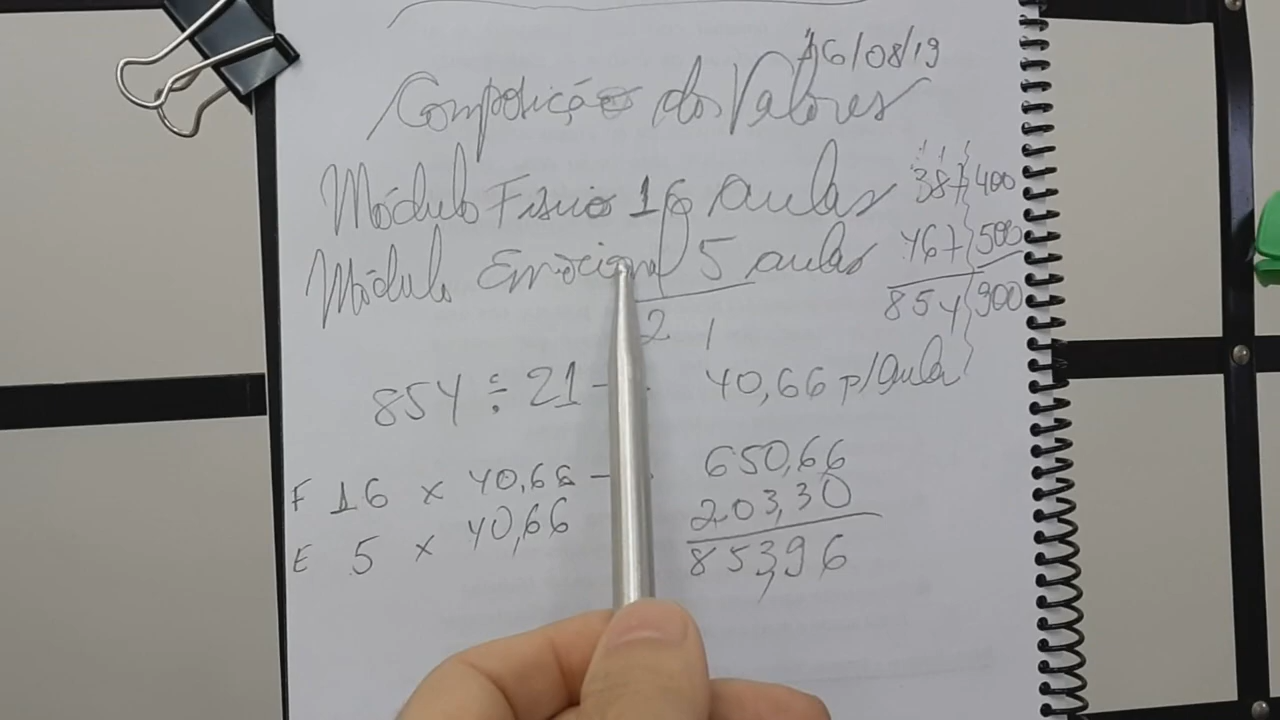 16/08/19
Composição dos Valores
Módulo Físico 16 Aulas 387 400
Módulo Emocional 5 aulas 467 500
21 854 900
854 ÷ 21 40,66 p/Aula
F 16 × 40,66 650,66
E 5 × 40,66 203,30
853,96